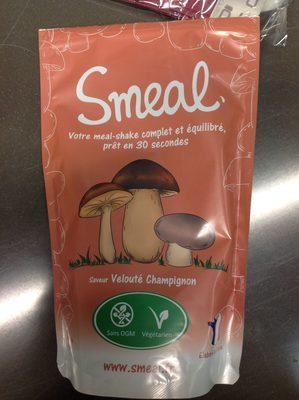 Smeal.
Votre meal-shake complet et équilibré,
prêt en 30 secondes
Saveur Velouté Champignon
Sans OGM
Végétarien
www.smeal.fr